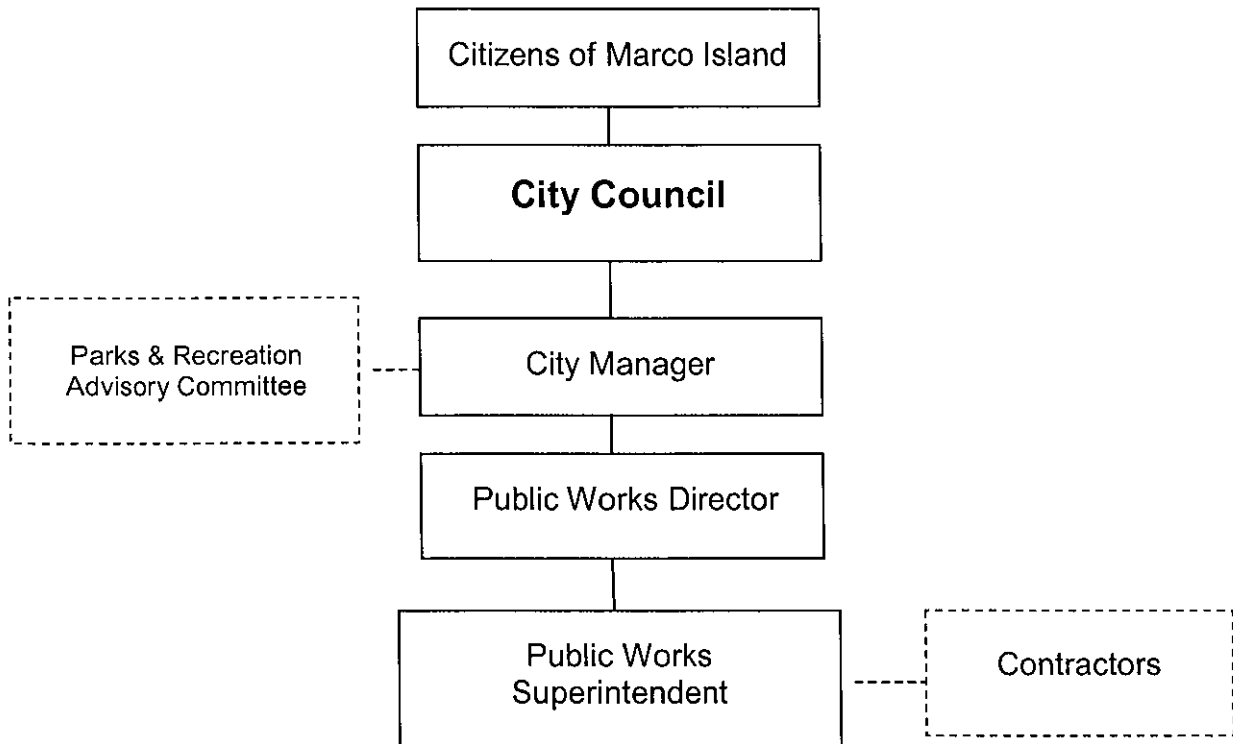 Citizens of Marco Island
City Council
Parks & Recreation
Advisory Committee
City Manager
Public Works Director
Public Works
Superintendent
Contractors